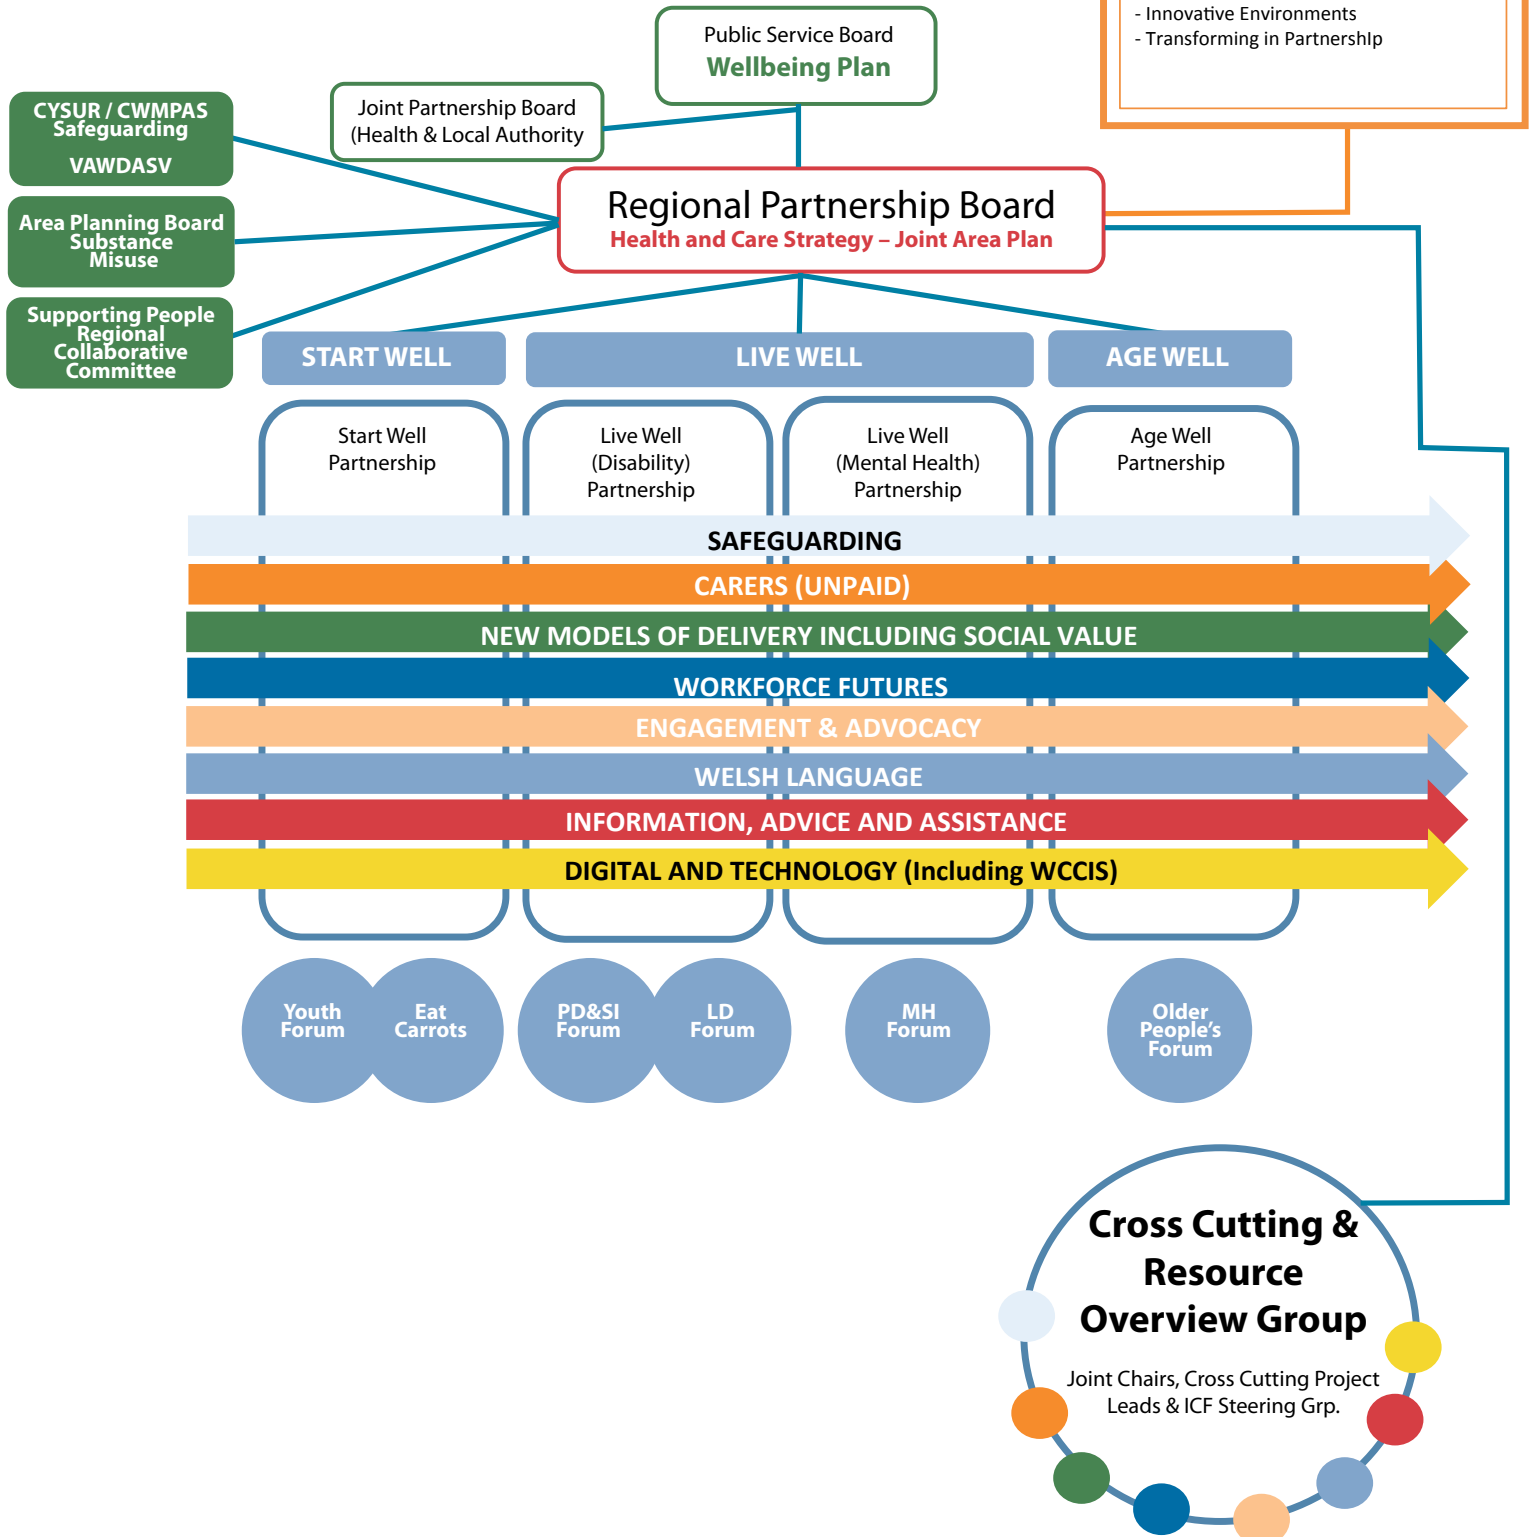 - Innovative Environments
- Transforming in PartnershIp
Public Service Board
Wellbeing Plan
Joint Partnership Board
(Health & Local Authority
CYSUR / CWMPAS
Safeguarding
VAWDASV
Area Planning Board
Substance
Misuse
Supporting People
Regional
Collaborative
Committee
Regional Partnership Board
Health and Care Strategy – Joint Area Plan
START WELL
LIVE WELL
AGE WELL
Start Well
Partnership
Live Well
(Disability)
Partnership
Live Well
(Mental Health)
Partnership
Age Well
Partnership
SAFEGUARDING
CARERS (UNPAID)
NEW MODELS OF DELIVERY INCLUDING SOCIAL VALUE
WORKFORCE FUTURES
ENGAGEMENT & ADVOCACY
WELSH LANGUAGE
INFORMATION, ADVICE AND ASSISTANCE
DIGITAL AND TECHNOLOGY (Including WCCIS)
Youth
Forum
Eat
Carrots
PD&SI
Forum
LD
Forum
MH
Forum
Older
People’s
Forum
Cross Cutting &
Resource
Overview Group
Joint Chairs, Cross Cutting Project
Leads & ICF Steering Grp.